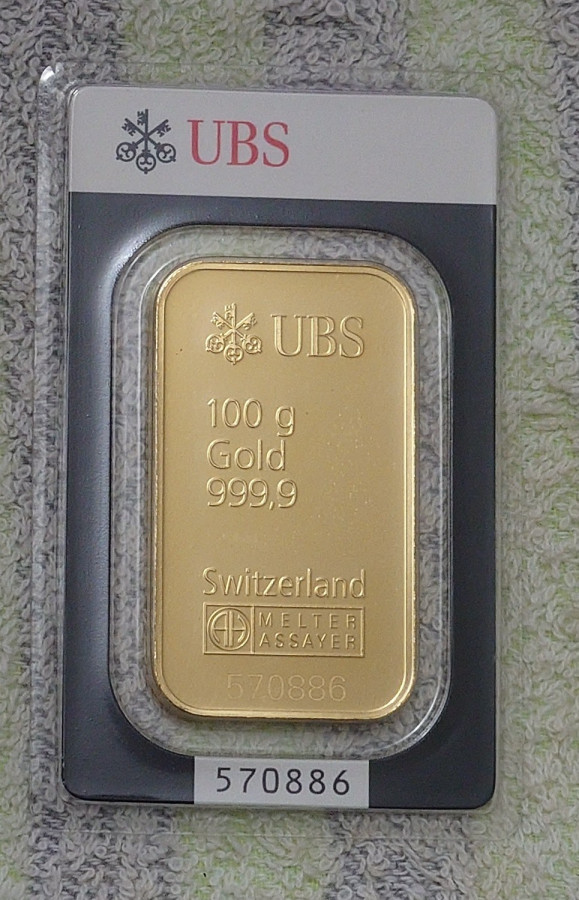 UBS
UBS
100 g
Gold
999,9
Switzerland
MELTER
ASSAYER
570886
570886